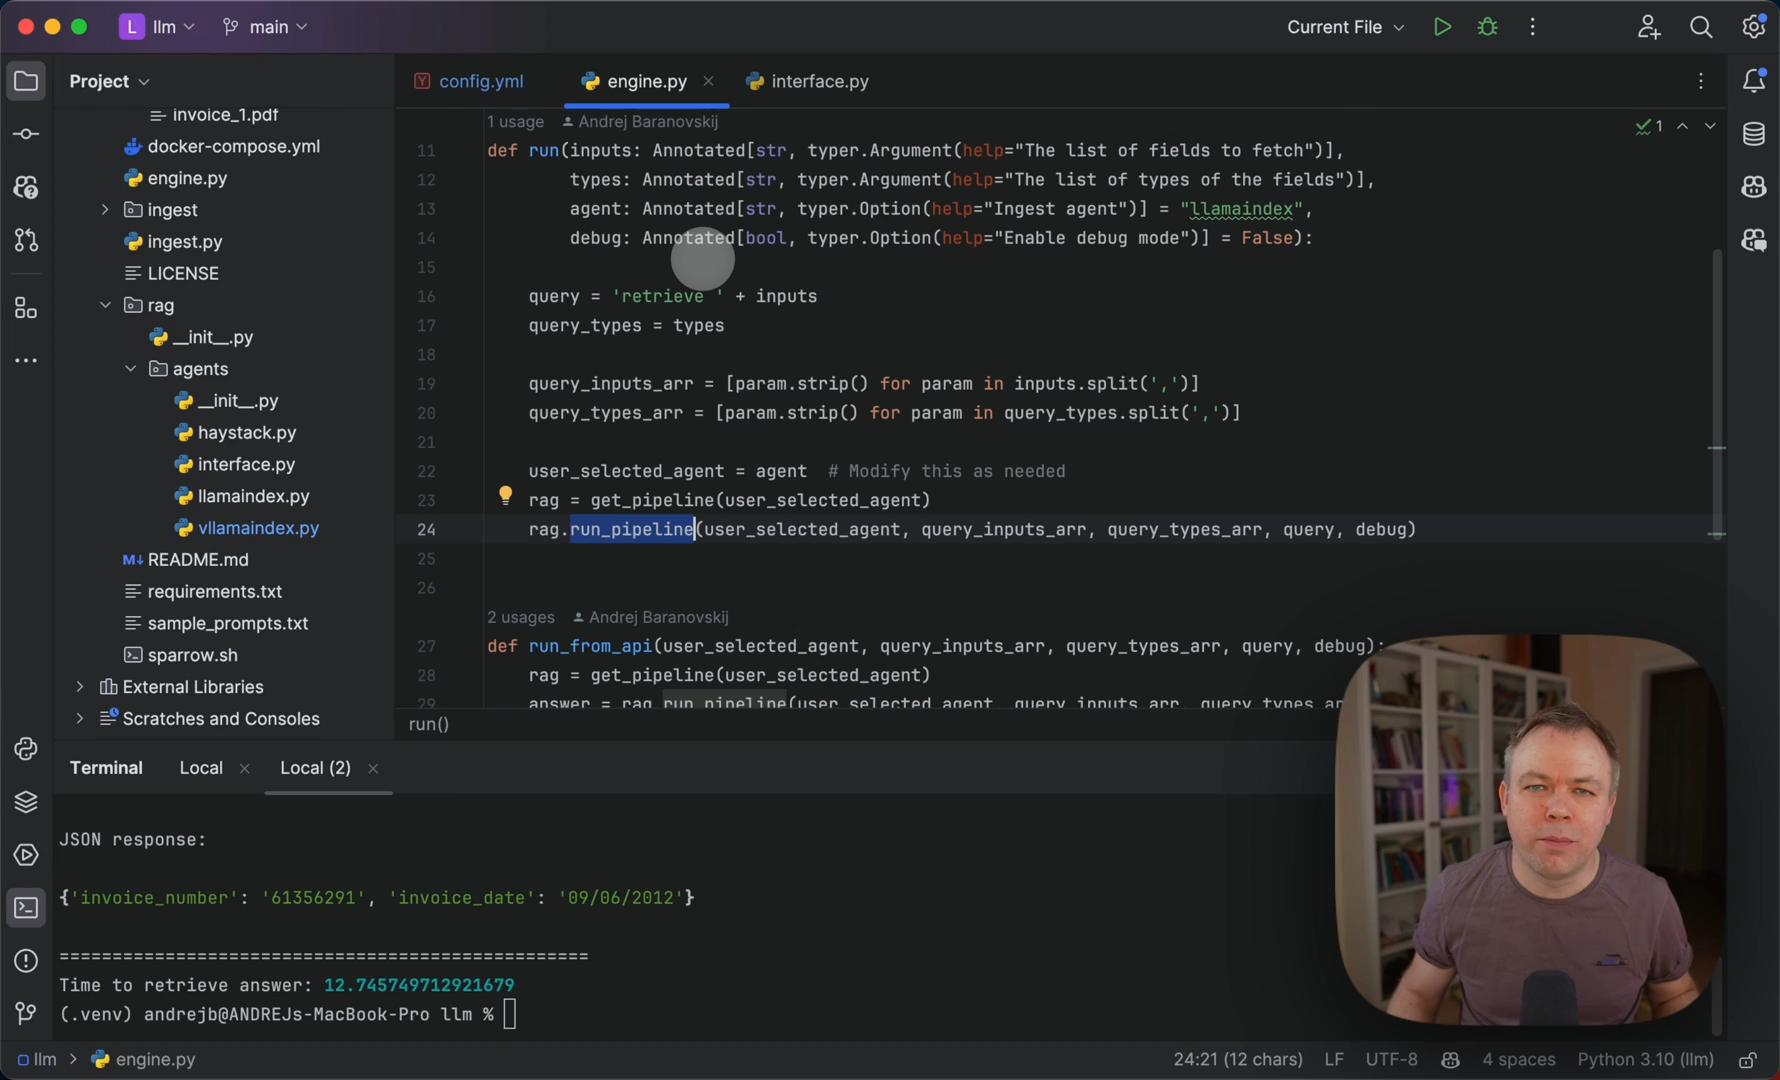 L llm main Current File
Project
config.yml engine.py interface.py
invoice_1.pdf
docker-compose.yml
engine.py
ingest
ingest.py
LICENSE
rag
__init__.py
agents
__init__.py
haystack.py
interface.py
llamaindex.py
vllamaindex.py
README.md
requirements.txt
sample_prompts.txt
sparrow.sh
External Libraries
Scratches and Consoles
1 usage Andrej Baranovskij
1
11 def run(inputs: Annotated[str, typer.Argument(help="The list of fields to fetch")],
12 types: Annotated[str, typer.Argument(help="The list of types of the fields")],
13 agent: Annotated[str, typer.Option(help="Ingest agent")] = "llamaindex",
14 debug: Annotated[bool, typer.Option(help="Enable debug mode")] = False):
15
16 query = 'retrieve ' + inputs
17 query_types = types
18
19 query_inputs_arr = [param.strip() for param in inputs.split(',')]
20 query_types_arr = [param.strip() for param in query_types.split(',')]
21
22 user_selected_agent = agent # Modify this as needed
23 rag = get_pipeline(user_selected_agent)
24 rag.run_pipeline(user_selected_agent, query_inputs_arr, query_types_arr, query, debug)
25
26
2 usages Andrej Baranovskij
27 def run_from_api(user_selected_agent, query_inputs_arr, query_types_arr, query, debug):
28 rag = get_pipeline(user_selected_agent)
29 answer = rag.run_pipeline(user_selected_agent, query_inputs_arr, query_types_ar
run()
Terminal Local Local (2)
JSON response:
{'invoice_number': '61356291', 'invoice_date': '09/06/2012'}
==================================================
Time to retrieve answer: 12.745749712921679
(.venv) andrejb@ANDREJs-MacBook-Pro llm %
llm engine.py 24:21 (12 chars) LF UTF-8 4 spaces Python 3.10 (llm)